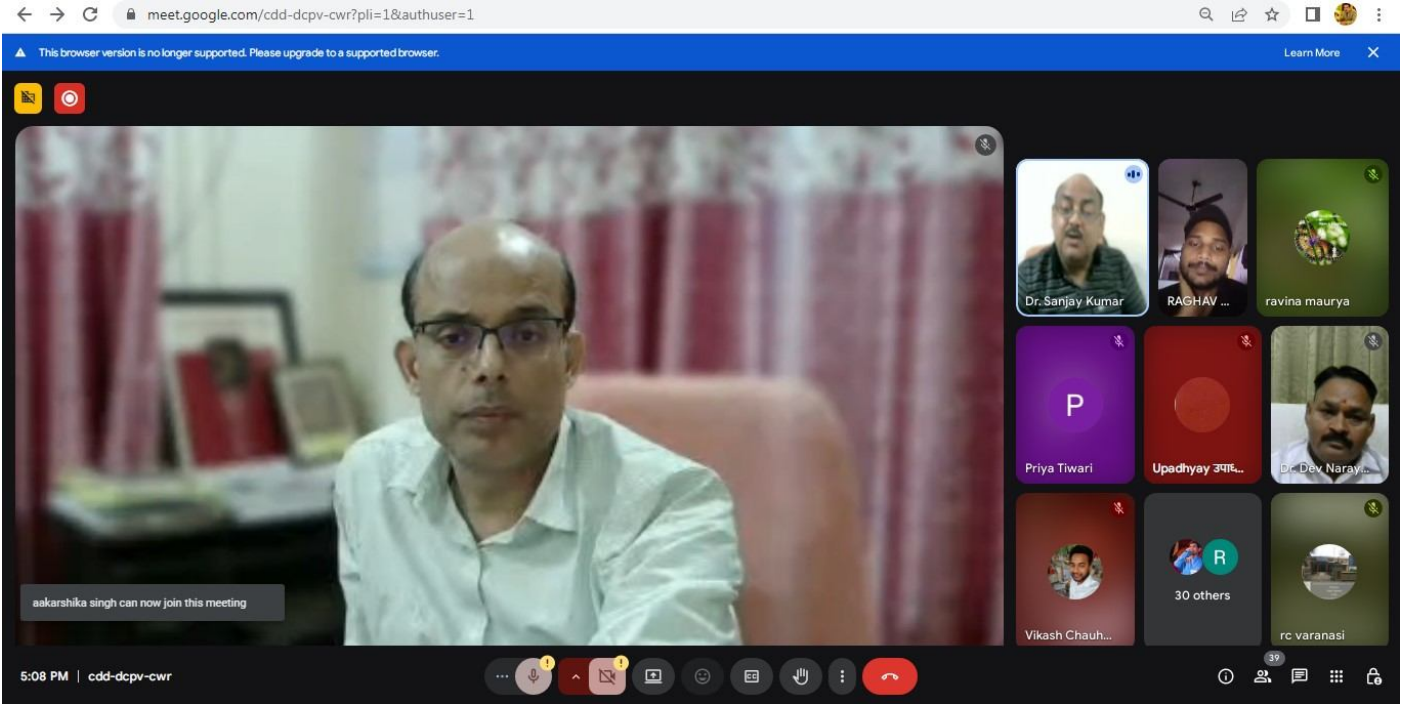 meet.google.com/cdd-dcpv-cwr?pli=1&authuser=1
This browser version is no longer supported. Please upgrade to a supported browser.
Learn More
Dr. Sanjay Kumar
RAGHAV ...
ravina maurya
P
Priya Tiwari
Upadhyay उपाध्...
Dr. Dev Naray...
R
30 others
Vikash Chauh...
rc varanasi
aakarshika singh can now join this meeting
5:08 PM | cdd-dcpv-cwr
CC
39